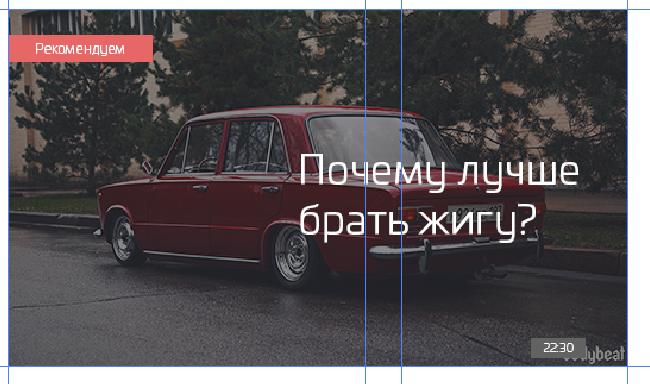 Рекомендуем
Почему лучше
брать жигу?
22:30